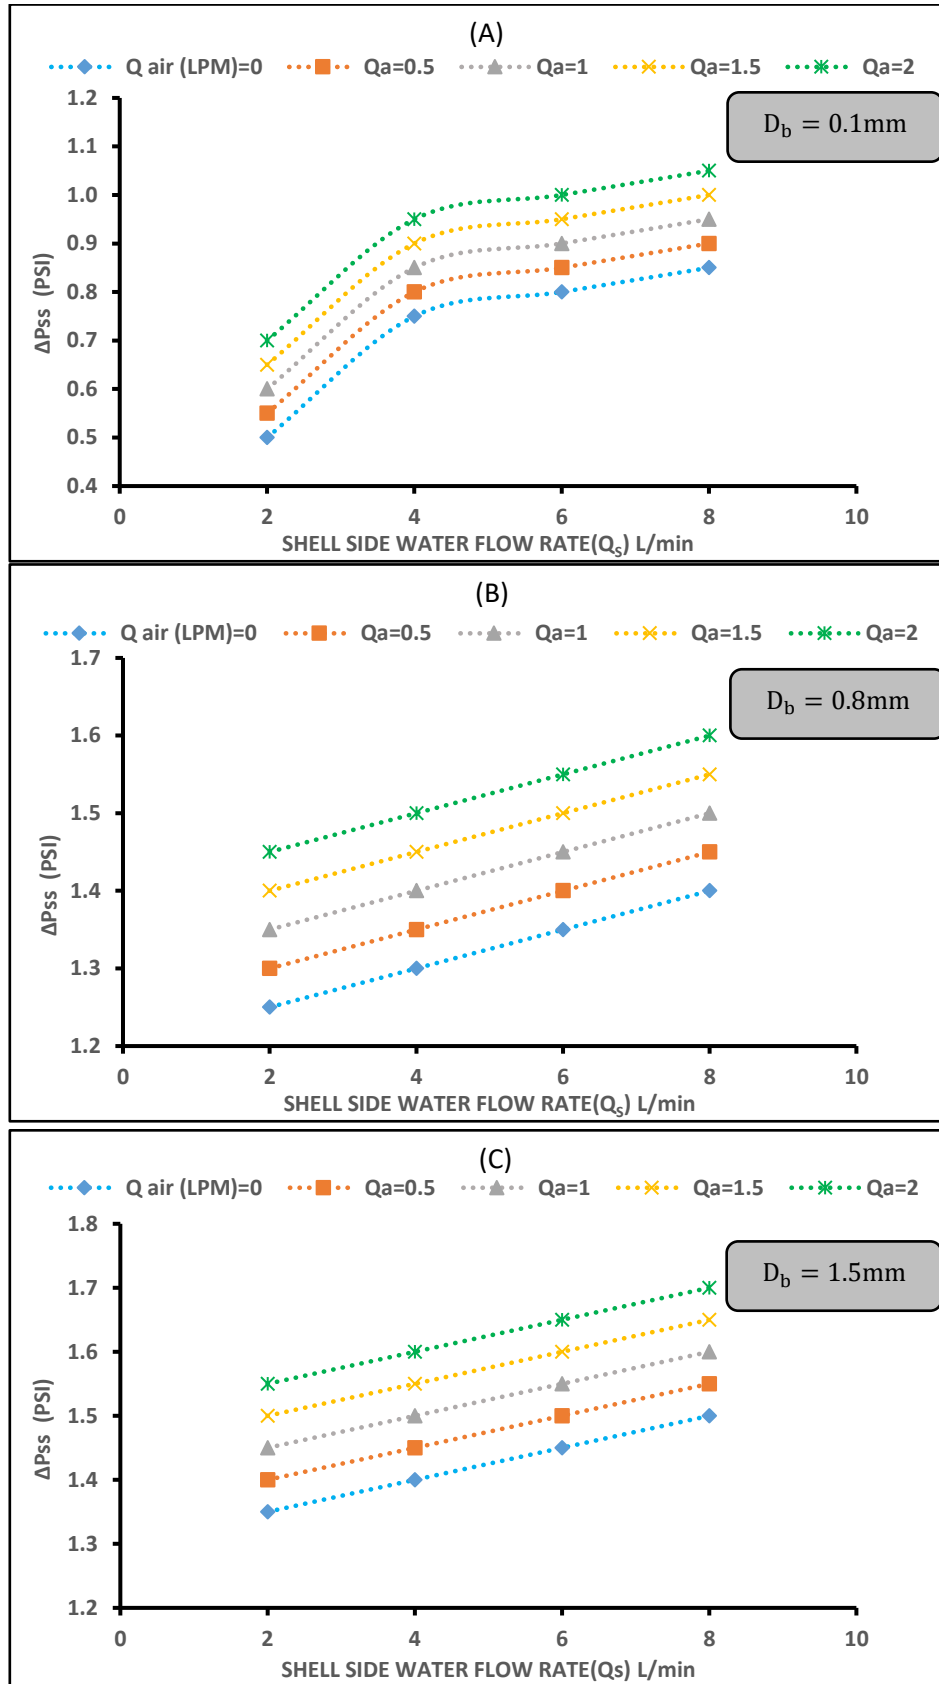 (A)
Q air (LPM)=0 Qa=0.5 Qa=1 Qa=1.5 Qa=2
D_b = 0.1mm
1.2
1.1
1.0
0.9
0.8
0.7
0.6
0.5
0.4
ΔPss (PSI)
0 2 4 6 8 10
SHELL SIDE WATER FLOW RATE(Q_S) L/min
(B)
Q air (LPM)=0 Qa=0.5 Qa=1 Qa=1.5 Qa=2
D_b = 0.8mm
1.7
1.6
1.5
1.4
1.3
1.2
ΔPss (PSI)
0 2 4 6 8 10
SHELL SIDE WATER FLOW RATE(Q_S) L/min
(C)
Q air (LPM)=0 Qa=0.5 Qa=1 Qa=1.5 Qa=2
D_b = 1.5mm
1.8
1.7
1.6
1.5
1.4
1.3
1.2
ΔPss (PSI)
0 2 4 6 8 10
SHELL SIDE WATER FLOW RATE(Qs) L/min